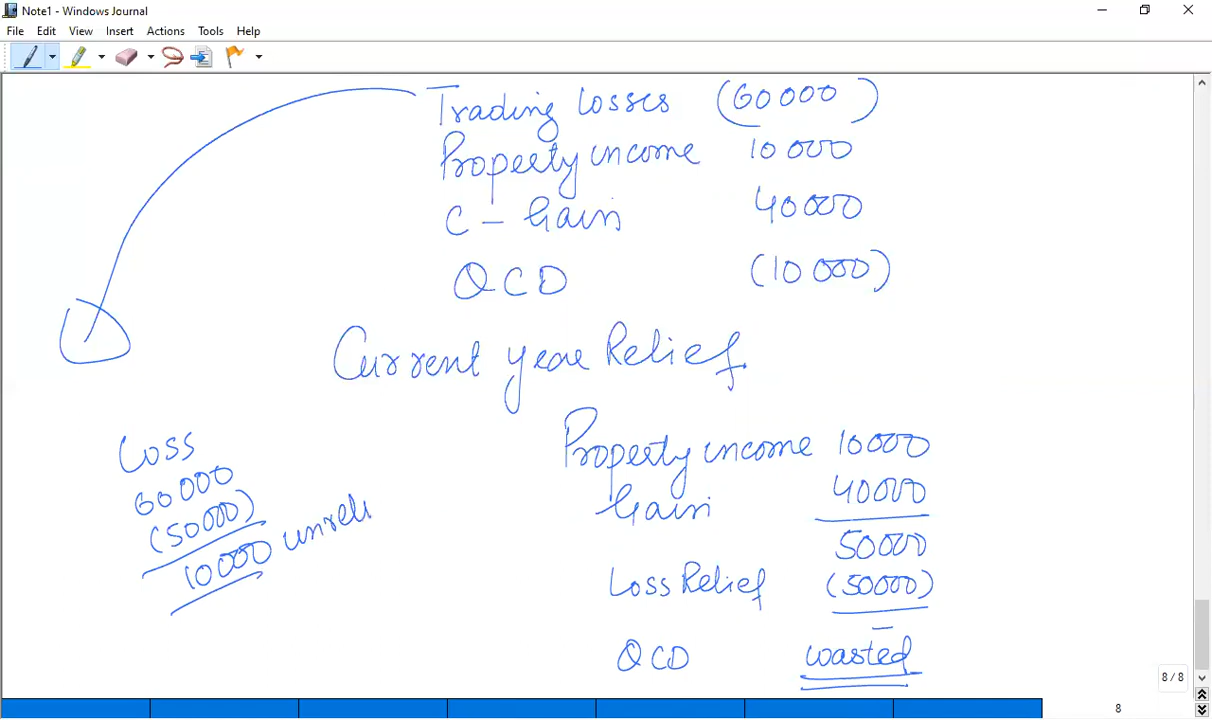 Note1 - Windows Journal
File Edit View Insert Actions Tools Help
Trading losses (60000)
Property income 10000
C - Gain 40000
QCD (10000)
Current year Relief
Property income 10000
Gain 40000
50000
Loss Relief (50000)
-
QCD wasted
Loss
60000
(50000)
10000 unreli
8 / 8
8